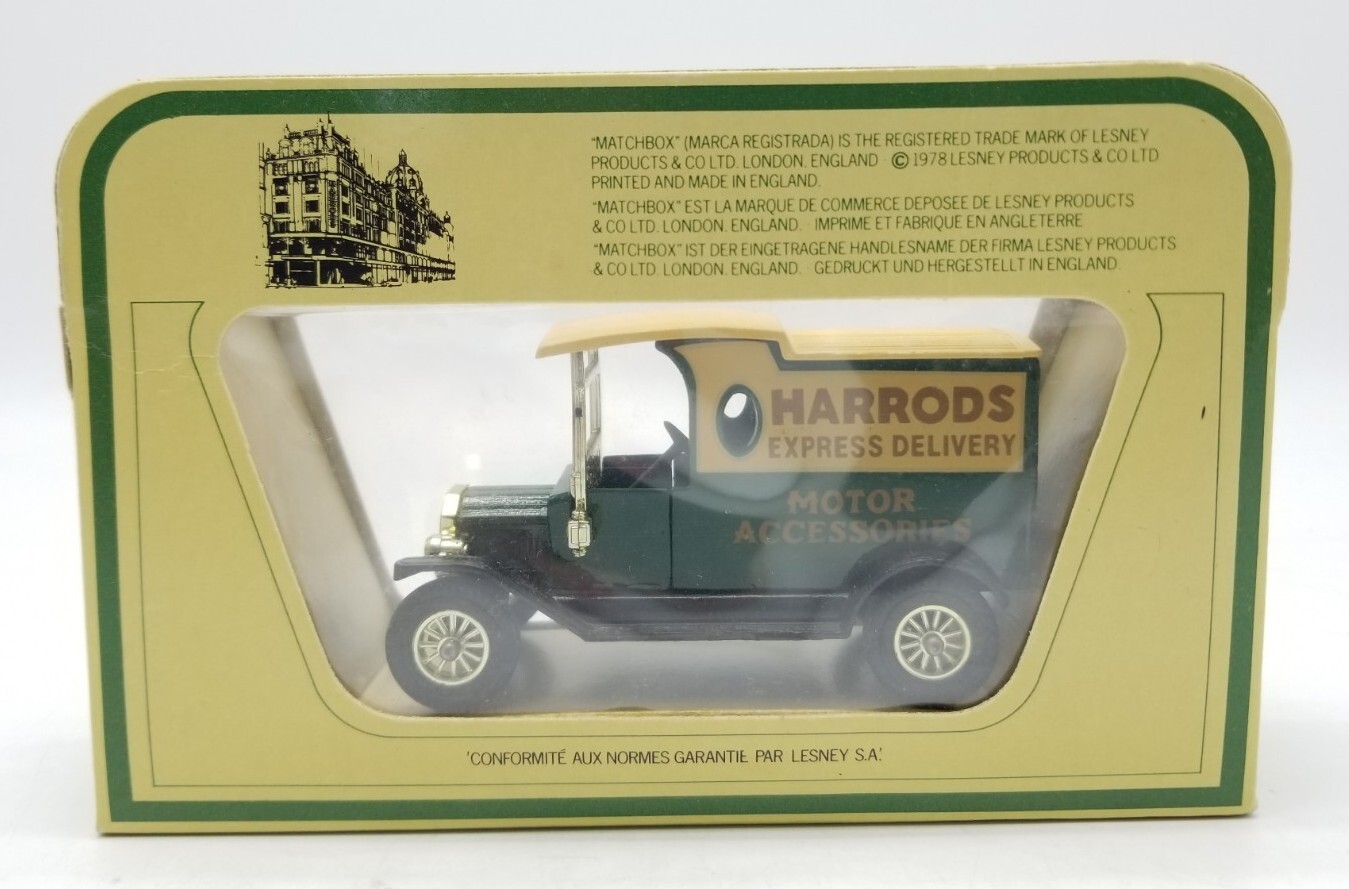 "MATCHBOX" (MARCA REGISTRADA) IS THE REGISTERED TRADE MARK OF LESNEY
PRODUCTS & CO LTD. LONDON. ENGLAND © 1978 LESNEY PRODUCTS & CO LTD
PRINTED AND MADE IN ENGLAND.
"MATCHBOX" EST LA MARQUE DE COMMERCE DEPOSEE DE LESNEY PRODUCTS
& CO LTD. LONDON. ENGLAND. IMPRIME ET FABRIQUE EN ANGLETERRE
"MATCHBOX" IST DER EINGETRAGENE HANDLESNAME DER FIRMA LESNEY PRODUCTS
& CO LTD. LONDON. ENGLAND. GEDRUCKT UND HERGESTELLT IN ENGLAND.
HARRODS
EXPRESS DELIVERY
MOTOR
ACCESSORIES
'CONFORMITÉ AUX NORMES GARANTIE PAR LESNEY S.A.'